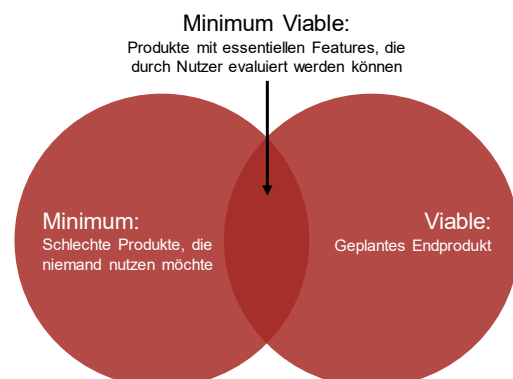 Minimum Viable:
Produkte mit essentiellen Features, die
durch Nutzer evaluiert werden können
Minimum:
Schlechte Produkte, die
niemand nutzen möchte
Viable:
Geplantes Endprodukt